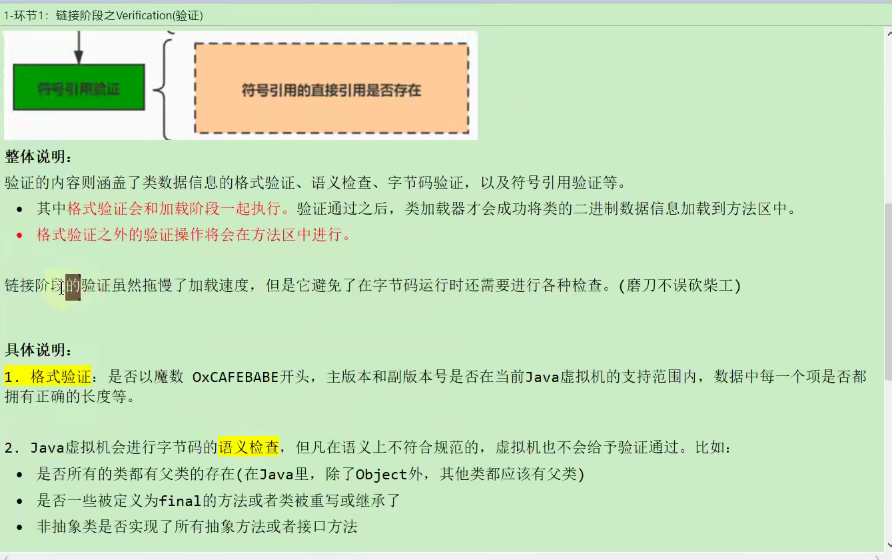 1-环节1：链接阶段之Verification(验证)
符号引用验证
符号引用的直接引用是否存在
整体说明：
验证的内容则涵盖了类数据信息的格式验证、语义检查、字节码验证，以及符号引用验证等。
• 其中格式验证会和加载阶段一起执行。验证通过之后，类加载器才会成功将类的二进制数据信息加载到方法区中。
• 格式验证之外的验证操作将会在方法区中进行。
链接阶段的验证虽然拖慢了加载速度，但是它避免了在字节码运行时还需要进行各种检查。(磨刀不误砍柴工)
具体说明：
1. 格式验证：是否以魔数 OxCAFEBABE开头，主版本和副版本号是否在当前Java虚拟机的支持范围内，数据中每一个项是否都
拥有正确的长度等。
2. Java虚拟机会进行字节码的语义检查，但凡在语义上不符合规范的，虚拟机也不会给予验证通过。比如：
• 是否所有的类都有父类的存在(在Java里，除了Object外，其他类都应该有父类)
• 是否一些被定义为final的方法或者类被重写或继承了
• 非抽象类是否实现了所有抽象方法或者接口方法